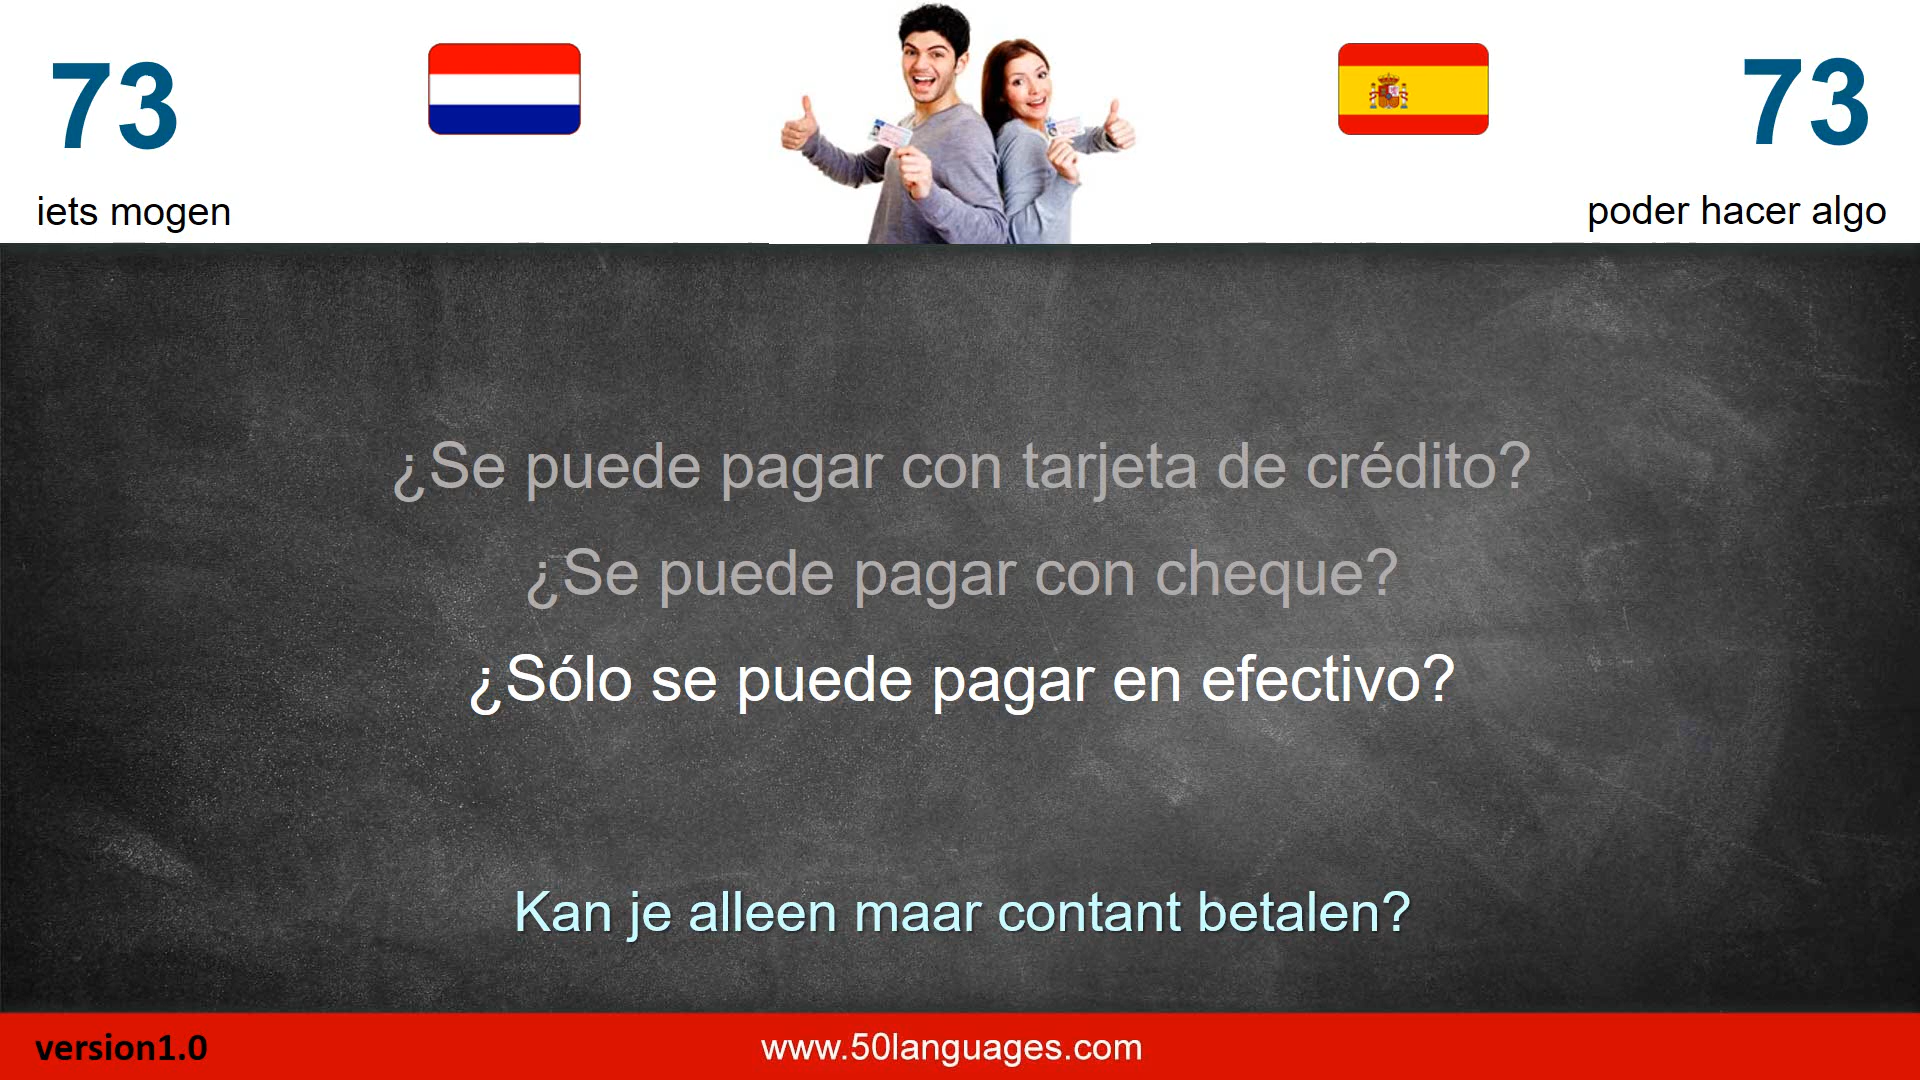 73
73
iets mogen
poder hacer algo
¿Se puede pagar con tarjeta de crédito?
¿Se puede pagar con cheque?
¿Sólo se puede pagar en efectivo?
Kan je alleen maar contant betalen?
version1.0
www.50languages.com